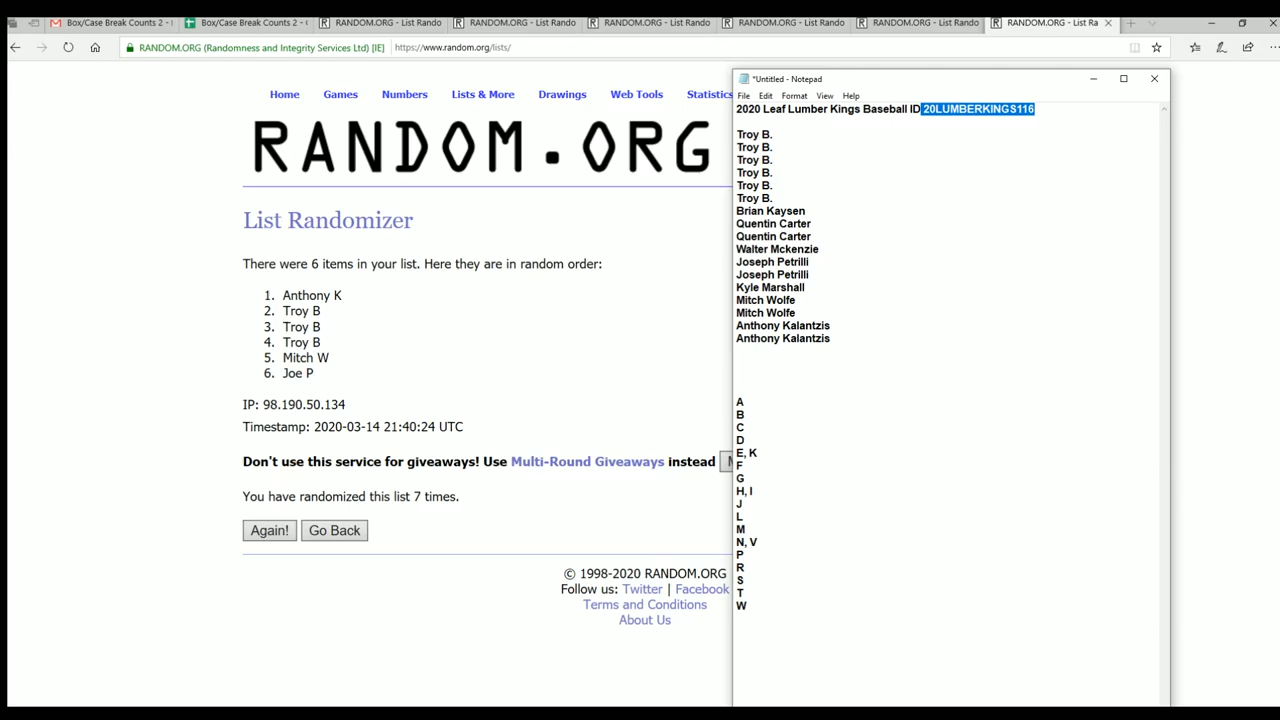 Box/Case Break Counts 2 -
Box/Case Break Counts 2 -
RANDOM.ORG - List Rando
RANDOM.ORG - List Rando
RANDOM.ORG - List Rando
RANDOM.ORG - List Rando
RANDOM.ORG - List Rando
RANDOM.ORG - List Ra
RANDOM.ORG (Randomness and Integrity Services Ltd) [IE]
https://www.random.org/lists/
Home
Games
Numbers
Lists & More
Drawings
Web Tools
Statistics
RANDOM.ORG
List Randomizer
There were 6 items in your list. Here they are in random order:
1. Anthony K
2. Troy B
3. Troy B
4. Troy B
5. Mitch W
6. Joe P
IP: 98.190.50.134
Timestamp: 2020-03-14 21:40:24 UTC
Don't use this service for giveaways! Use Multi-Round Giveaways instead
You have randomized this list 7 times.
Again!
Go Back
© 1998-2020 RANDOM.ORG
Follow us: Twitter | Facebook
Terms and Conditions
About Us
*Untitled - Notepad
File Edit Format View Help
2020 Leaf Lumber Kings Baseball ID 20LUMBERKINGS116
Troy B.
Troy B.
Troy B.
Troy B.
Troy B.
Troy B.
Brian Kaysen
Quentin Carter
Quentin Carter
Walter Mckenzie
Joseph Petrilli
Joseph Petrilli
Kyle Marshall
Mitch Wolfe
Mitch Wolfe
Anthony Kalantzis
Anthony Kalantzis
A
B
C
D
E, K
F
G
H, I
J
L
M
N, V
P
R
S
T
W